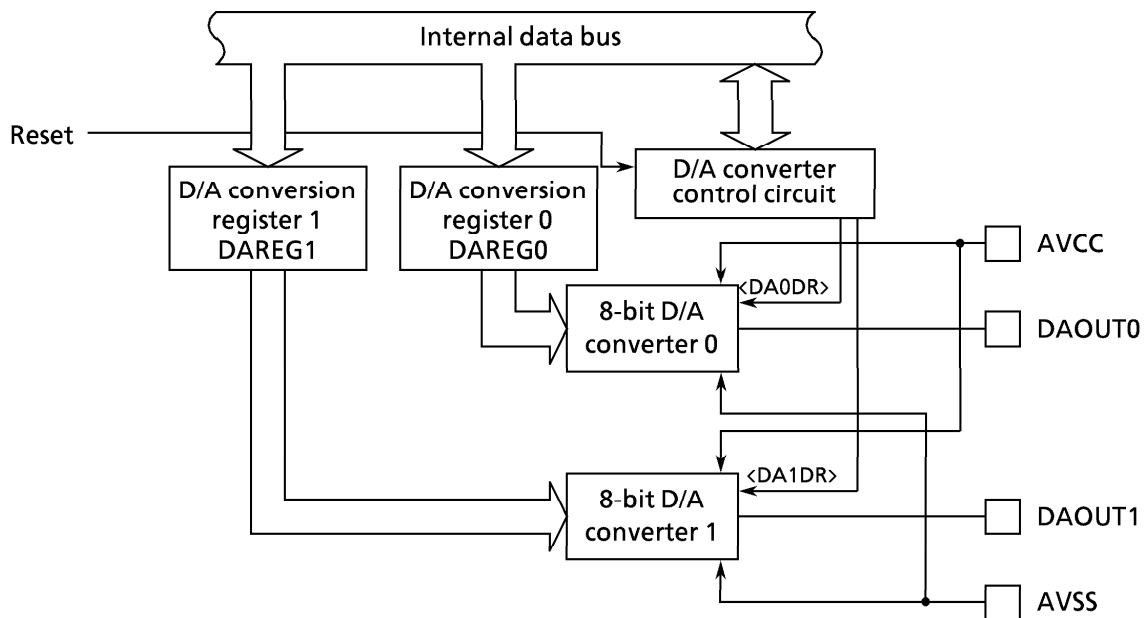 Internal data bus
Reset
D/A conversion
register 1
DAREG1
D/A conversion
register 0
DAREG0
D/A converter
control circuit
AVCC
<DA0DR>
8-bit D/A
converter 0
DAOUT0
<DA1DR>
8-bit D/A
converter 1
DAOUT1
AVSS